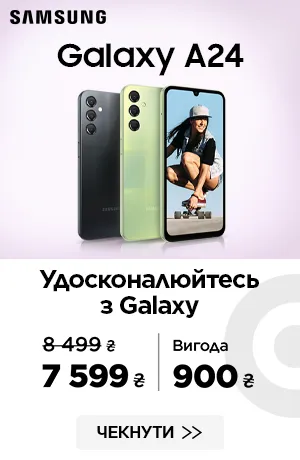 SAMSUNG
Galaxy A24
Удосконалюйтесь
з Galaxy
8 499 ₴
7 599 ₴
Вигода
900 ₴
ЧЕКНУТИ >>